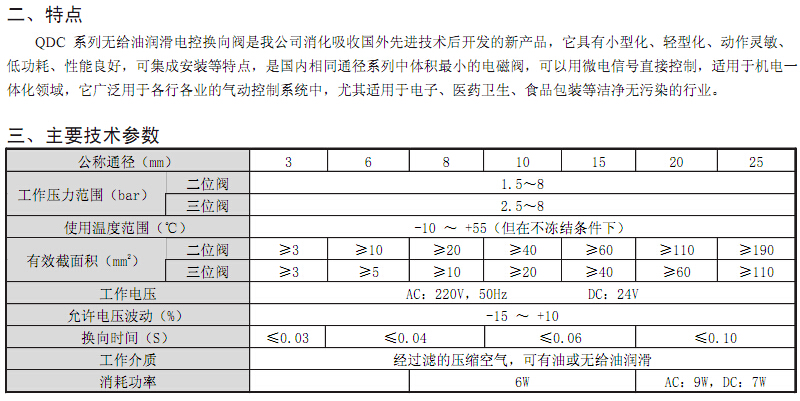 二、特点
QDC 系列无给油润滑电控换向阀是我公司消化吸收国外先进技术后开发的新产品，它具有小型化、轻型化、动作灵敏、
低功耗、性能良好，可集成安装等特点，是国内相同通径系列中体积最小的电磁阀，可以用微电信号直接控制，适用于机电一
体化领域，它广泛用于各行各业的气动控制系统中，尤其适用于电子、医药卫生、食品包装等洁净无污染的行业。
三、主要技术参数
公称通径（mm） 3 6 8 10 15 20 25
工作压力范围（bar） 二位阀 1.5～8
三位阀 2.5～8
使用温度范围（℃） -10 ～ +55（但在不冻结条件下）
有效截面积（mm²） 二位阀 ≥3 ≥10 ≥20 ≥40 ≥60 ≥110 ≥190
三位阀 ≥3 ≥5 ≥10 ≥20 ≥40 ≥60 ≥110
工作电压 AC：220V，50Hz DC：24V
允许电压波动（%） -15 ～ +10
换向时间（S） ≤0.03 ≤0.04 ≤0.06 ≤0.10
工作介质 经过滤的压缩空气，可有油或无给油润滑
消耗功率 6W AC：9W，DC：7W